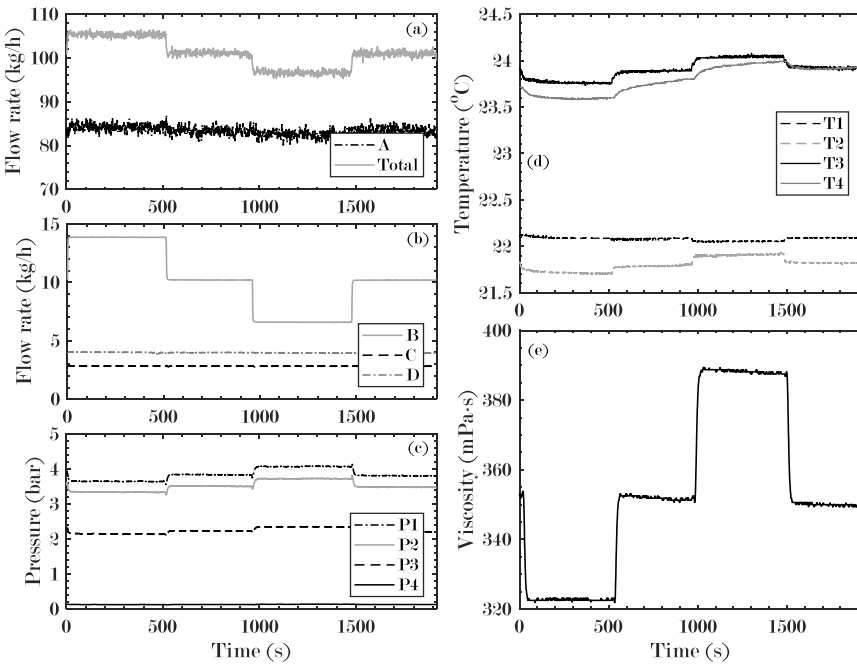 110
100
90
80
70
Flow rate (kg/h)
(a)
A
Total
0 500 1000 1500
15
10
5
0
Flow rate (kg/h)
(b)
B
C
D
0 500 1000 1500
5
4
3
2
1
0
Pressure (bar)
(c)
P1
P2
P3
P4
0 500 1000 1500
Time (s)
24.5
24
23.5
23
22.5
22
21.5
Temperature (°C)
(d)
T1
T2
T3
T4
0 500 1000 1500
400
380
360
340
320
Viscosity (mPa·s)
(e)
0 500 1000 1500
Time (s)